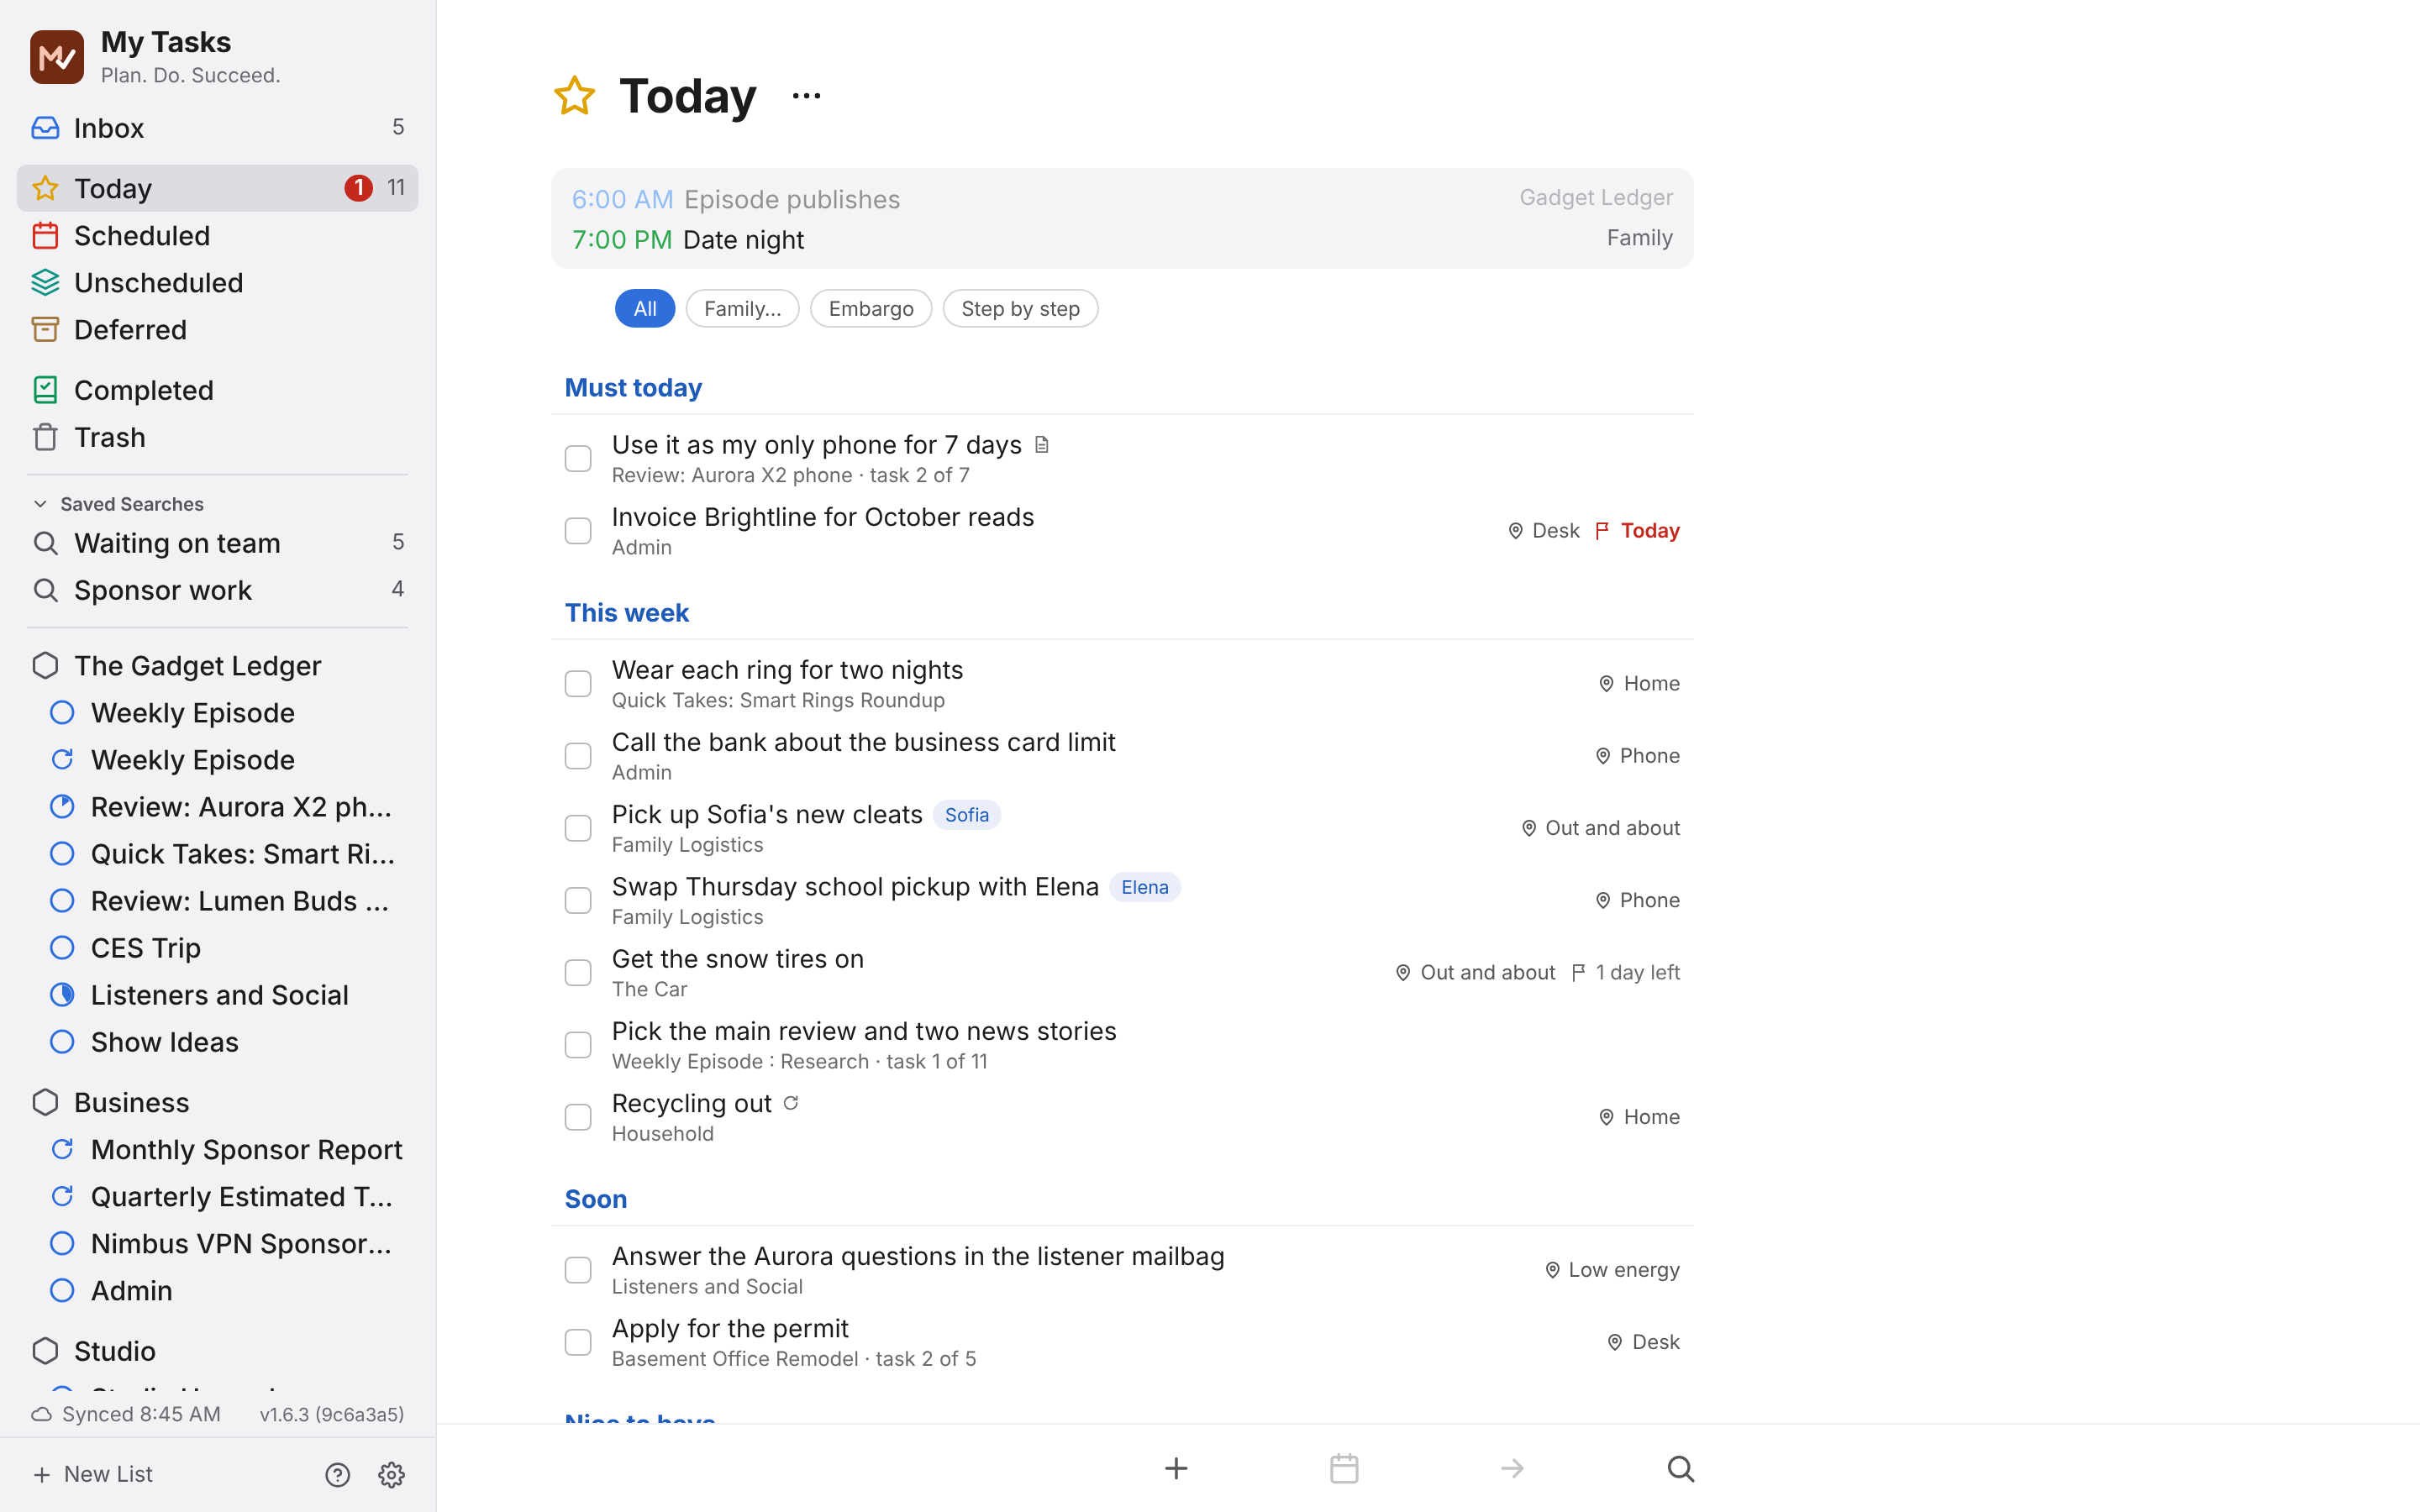 My Tasks
Plan. Do. Succeed.
Inbox 5
Today 1 11
Scheduled
Unscheduled
Deferred
Completed
Trash
Saved Searches
Waiting on team 5
Sponsor work 4
The Gadget Ledger
Weekly Episode
Weekly Episode
Review: Aurora X2 ph...
Quick Takes: Smart Ri...
Review: Lumen Buds ...
CES Trip
Listeners and Social
Show Ideas
Business
Monthly Sponsor Report
Quarterly Estimated T...
Nimbus VPN Sponsor...
Admin
Studio
Synced 8:45 AM v1.6.3 (9c6a3a5)
+ New List
Today ...
6:00 AM Episode publishes Gadget Ledger
7:00 PM Date night Family
All Family... Embargo Step by step
Must today
Use it as my only phone for 7 days
Review: Aurora X2 phone · task 2 of 7
Invoice Brightline for October reads
Admin
Desk Today
This week
Wear each ring for two nights
Quick Takes: Smart Rings Roundup
Home
Call the bank about the business card limit
Admin
Phone
Pick up Sofia's new cleats Sofia
Family Logistics
Out and about
Swap Thursday school pickup with Elena Elena
Family Logistics
Phone
Get the snow tires on
The Car
Out and about 1 day left
Pick the main review and two news stories
Weekly Episode : Research · task 1 of 11
Recycling out
Household
Home
Soon
Answer the Aurora questions in the listener mailbag
Listeners and Social
Low energy
Apply for the permit
Basement Office Remodel · task 2 of 5
Desk
Nice to have